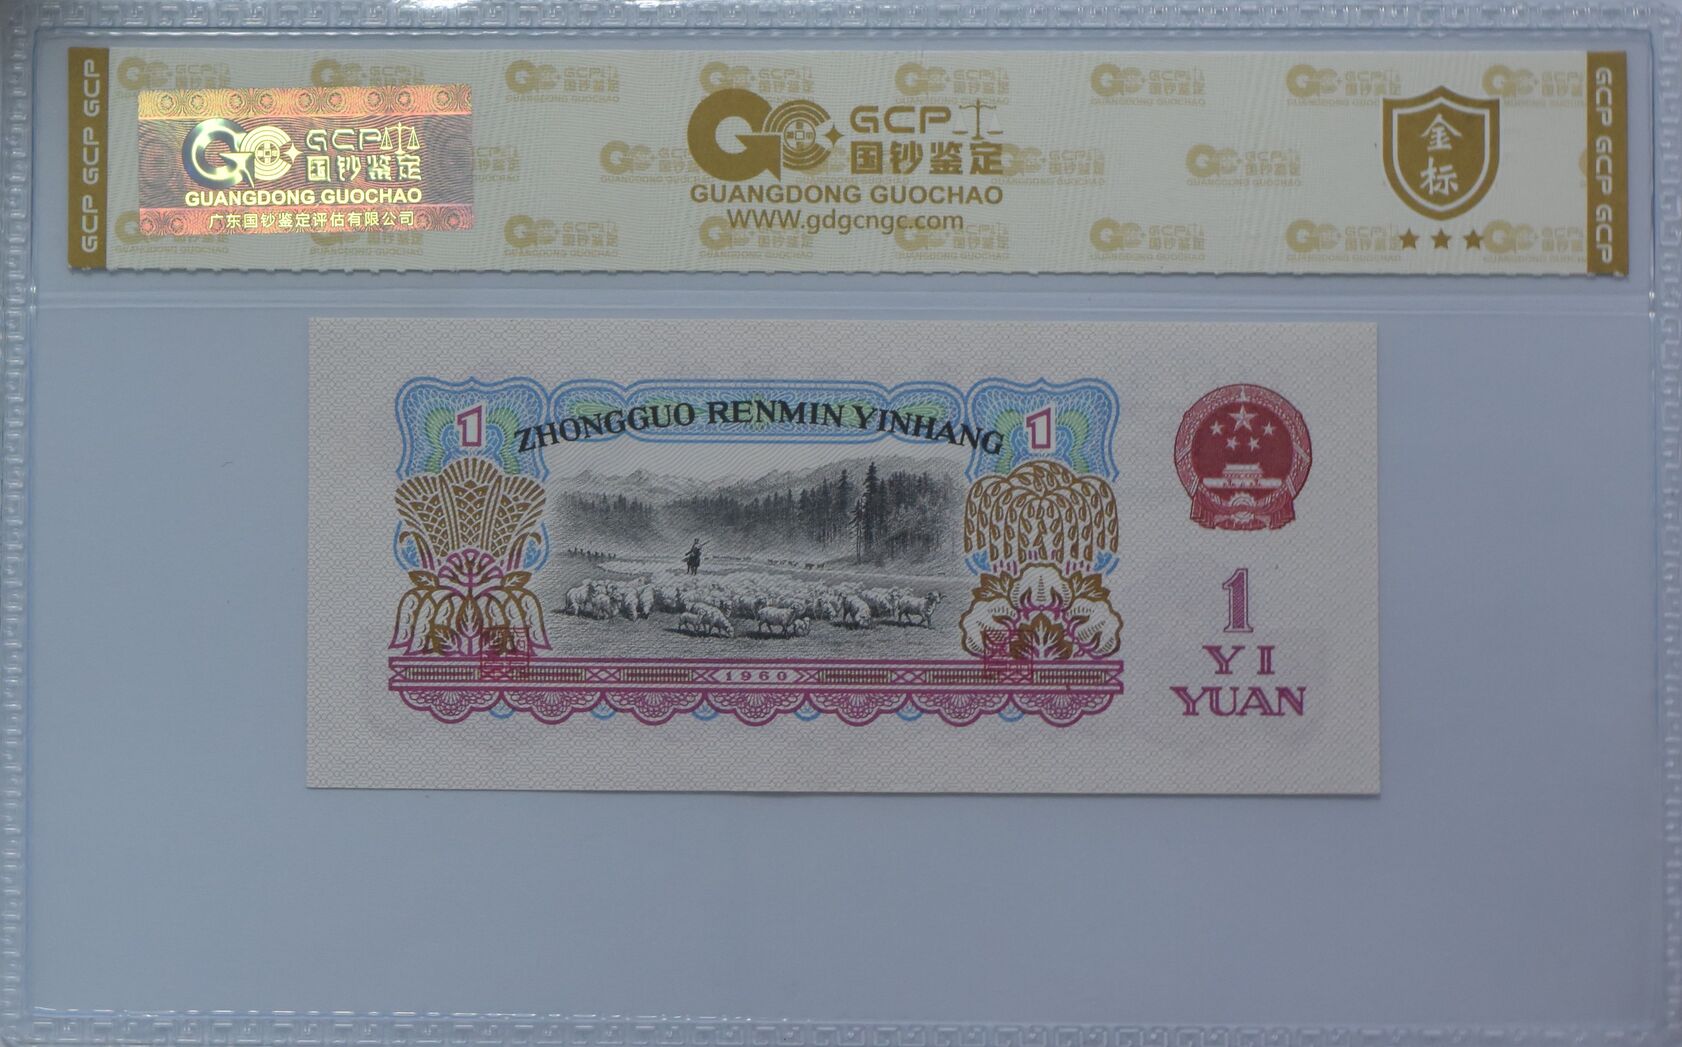 GCP GCP GCP
GCP
国钞鉴定
GUANGDONG GUOCHAO
广东国钞鉴定评估有限公司
GCP
国钞鉴定
GUANGDONG GUOCHAO
WWW.gdgcngc.com
金
标
GCP GCP GCP
ZHONGGUO RENMIN YINHANG
1
1
1960
1
YI
YUAN